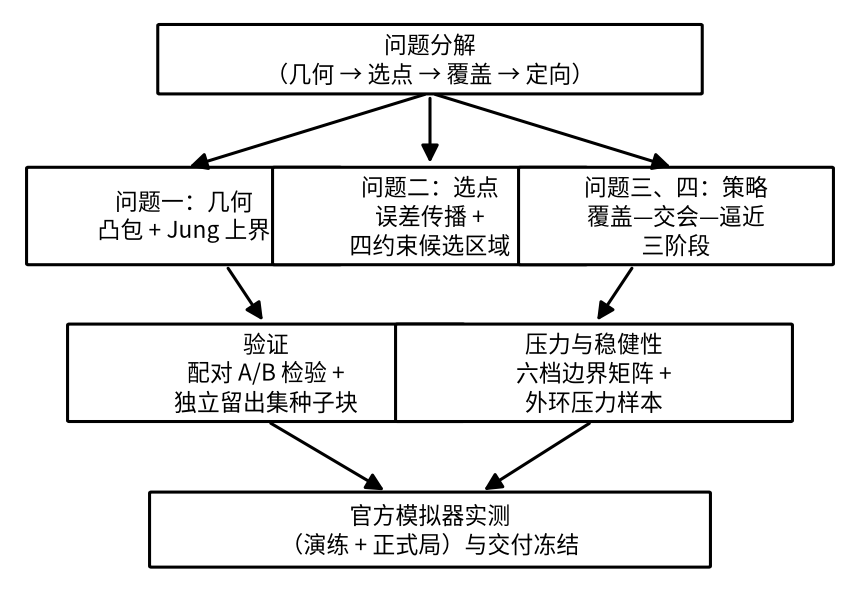 问题分解
（几何 → 选点 → 覆盖 → 定向）
问题一：几何
凸包 + Jung 上界
问题二：选点
误差传播 +
四约束候选区域
问题三、四：策略
覆盖—交会—逼近
三阶段
验证
配对 A/B 检验 +
独立留出集种子块
压力与稳健性
六档边界矩阵 +
外环压力样本
官方模拟器实测
（演练 + 正式局）与交付冻结